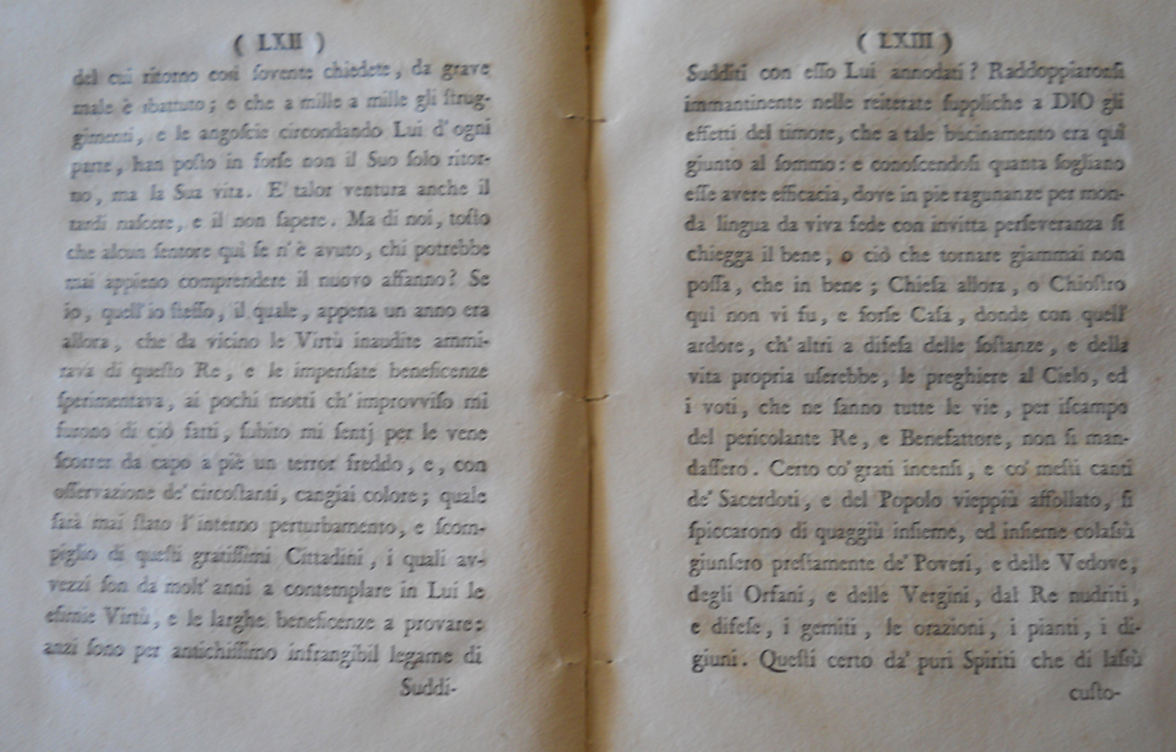 ( LXII )
del cui ritorno così ſovente chiedete, da grave
male è sbattuto; e che a mille a mille gli ſtrug-
gimenti, e le angoſcie circondando Lui d'ogni
parte, han poſto in forſe non il Suo ſolo ritor-
no, ma la Sua vita. E' talor ventura anche il
tardi naſcere, e il non ſapere. Ma di noi, toſto
che alcun ſentore quì ſe n'è avuto, chi potrebbe
mai appieno comprendere il nuovo affanno? Se
io, quell'io ſteſſo, il quale, appena un anno era
allora, che da vicino le Virtù inaudite ammi-
rava di queſto Re, e le impenſate beneficenze
ſperimentava, ai pochi motti ch'improvviſo mi
furono di ciò fatti, ſubito mi ſentj per le vene
ſcorrer da capo a piè un terror freddo, e, con
oſſervazione de' circoſtanti, cangiai colore; quale
ſarà mai ſtato l'interno perturbamento, e ſcom-
piglio di queſti gratiſſimi Cittadini, i quali av-
vezzi ſon da molt'anni a contemplare in Lui le
eſimie Virtù, e le larghe beneficenze a provare:
anzi ſono per antichiſſimo infrangibil legame di
Suddi-
( LXIII )
Sudditi con eſſo Lui annodati? Raddoppiaronſi
immantinente nelle reiterate ſuppliche a DIO gli
effetti del timore, che a tale bucinamento era quì
giunto al ſommo: e conoſcendoſi quanta ſogliano
eſſe avere efficacia, dove in pie ragunanze per mon-
da lingua da viva fede con invitta perſeveranza ſi
chiegga il bene, o ciò che tornare giammai non
poſſa, che in bene; Chieſa allora, o Chioſtro
quì non vi fu, e forſe Caſa, donde con quell'
ardore, ch'altri a difeſa delle ſoſtanze, e della
vita propria uſerebbe, le preghiere al Cielo, ed
i voti, che ne ſanno tutte le vie, per iſcampo
del pericolante Re, e Benefattore, non ſi man-
daſſero. Certo co'grati incenſi, e co' meſti canti
de' Sacerdoti, e del Popolo vieppiù affollato, ſi
ſpiccarono di quaggiù inſieme, ed inſieme colaſsù
giunſero preſtamente de' Poveri, e delle Vedove,
degli Orfani, e delle Vergini, dal Re nudriti,
e difeſe, i gemiti, le orazioni, i pianti, i di-
giuni. Queſti certo da' puri Spiriti che di laſsù
cuſto-